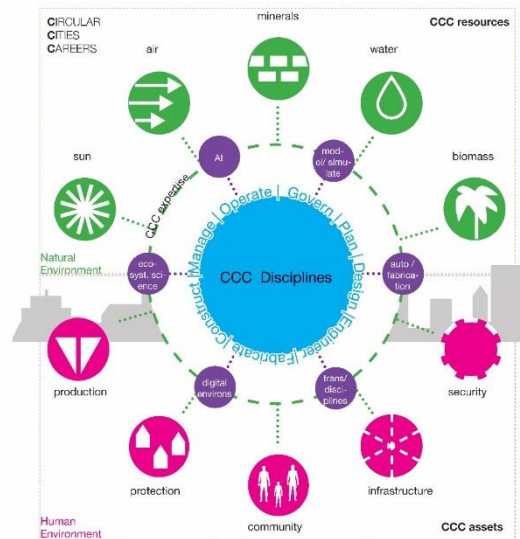 CIRCULAR
CITIES
CAREERS
CCC resources
minerals
air
water
sun
biomass
AI
mod-
el/ simu-
late
CCC expertise
Construct |Manage | Operate | Govern | Plan | Design |Engineer |Fabricate|
CCC Disciplines
Natural
Environment
eco-
syst. sci-
ence
auto /
fabrica-
tion
production
security
digital
environs
trans/
disci-
plines
protection
infrastructure
community
Human
Environment
CCC assets